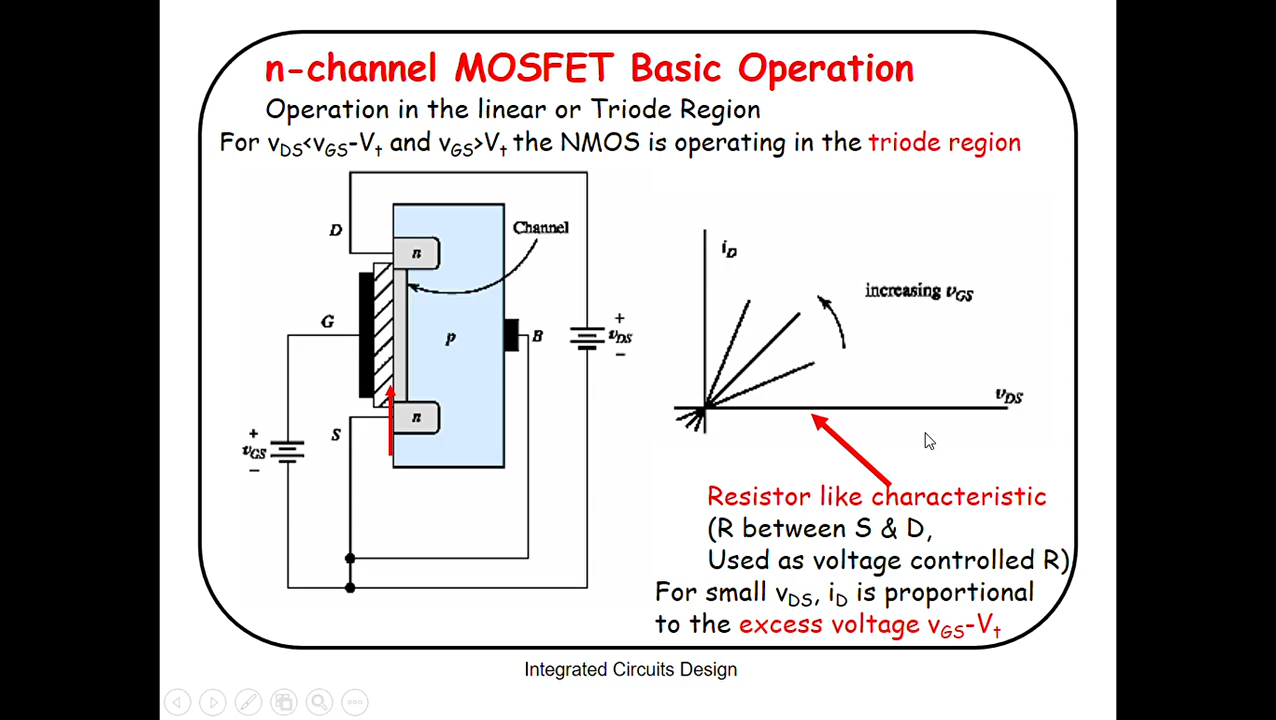 n-channel MOSFET Basic Operation
Operation in the linear or Triode Region
For vDS<vGS-Vt and vGS>Vt the NMOS is operating in the triode region
D
n
Channel
G
p
B
+
vDS
–
n
S
+
vGS
–
iD
increasing vGS
vDS
Resistor like characteristic
(R between S & D,
Used as voltage controlled R)
For small vDS, iD is proportional
to the excess voltage vGS-Vt
Integrated Circuits Design